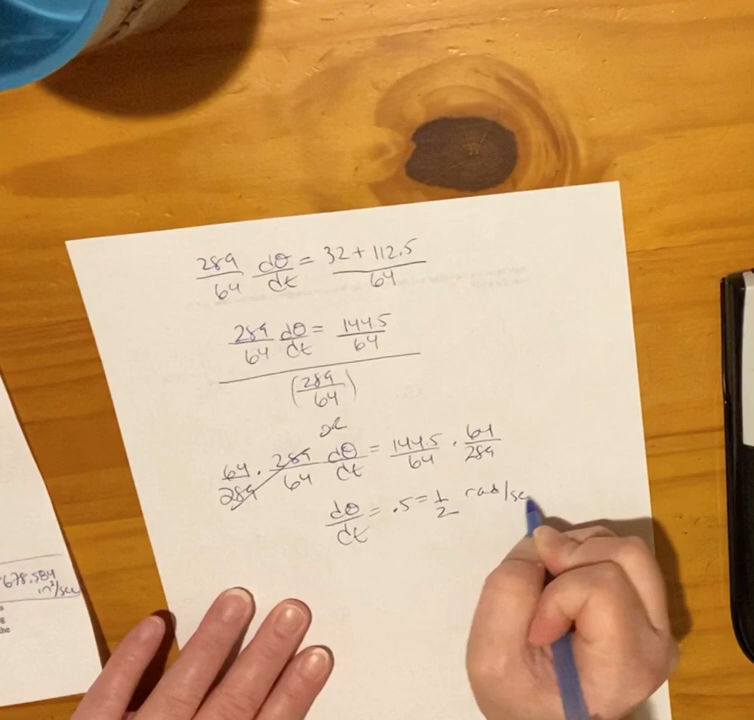 289/64 dθ/dt = (32 + 112.5)/64
289/64 dθ/dt = 144.5/64
(289/64)
or
64/289 · 289/64 dθ/dt = 144.5/64 · 64/289
dθ/dt = .5 = 1/2 rad/sec
678.584
in³/sec